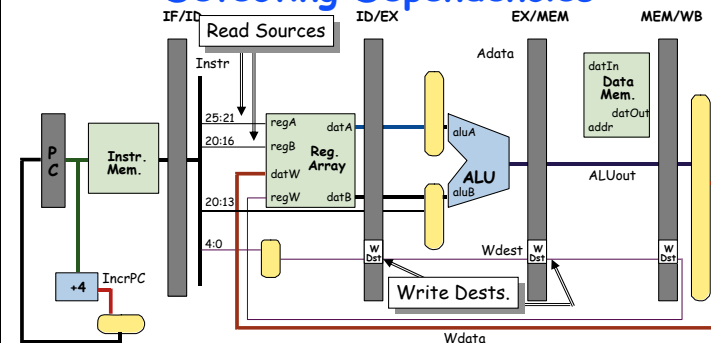 IF/ID
ID/EX
EX/MEM
MEM/WB
Read Sources
Instr
Adata
datIn
Data
Mem.
datOut
addr
25:21
regA
datA
20:16
regB
Reg.
Array
datW
regW
datB
aluA
ALU
aluB
ALUout
P
C
Instr.
Mem.
20:13
4:0
W
Dst
Wdest
W
Dst
W
Dst
Write Dests.
+4
IncrPC
Wdata